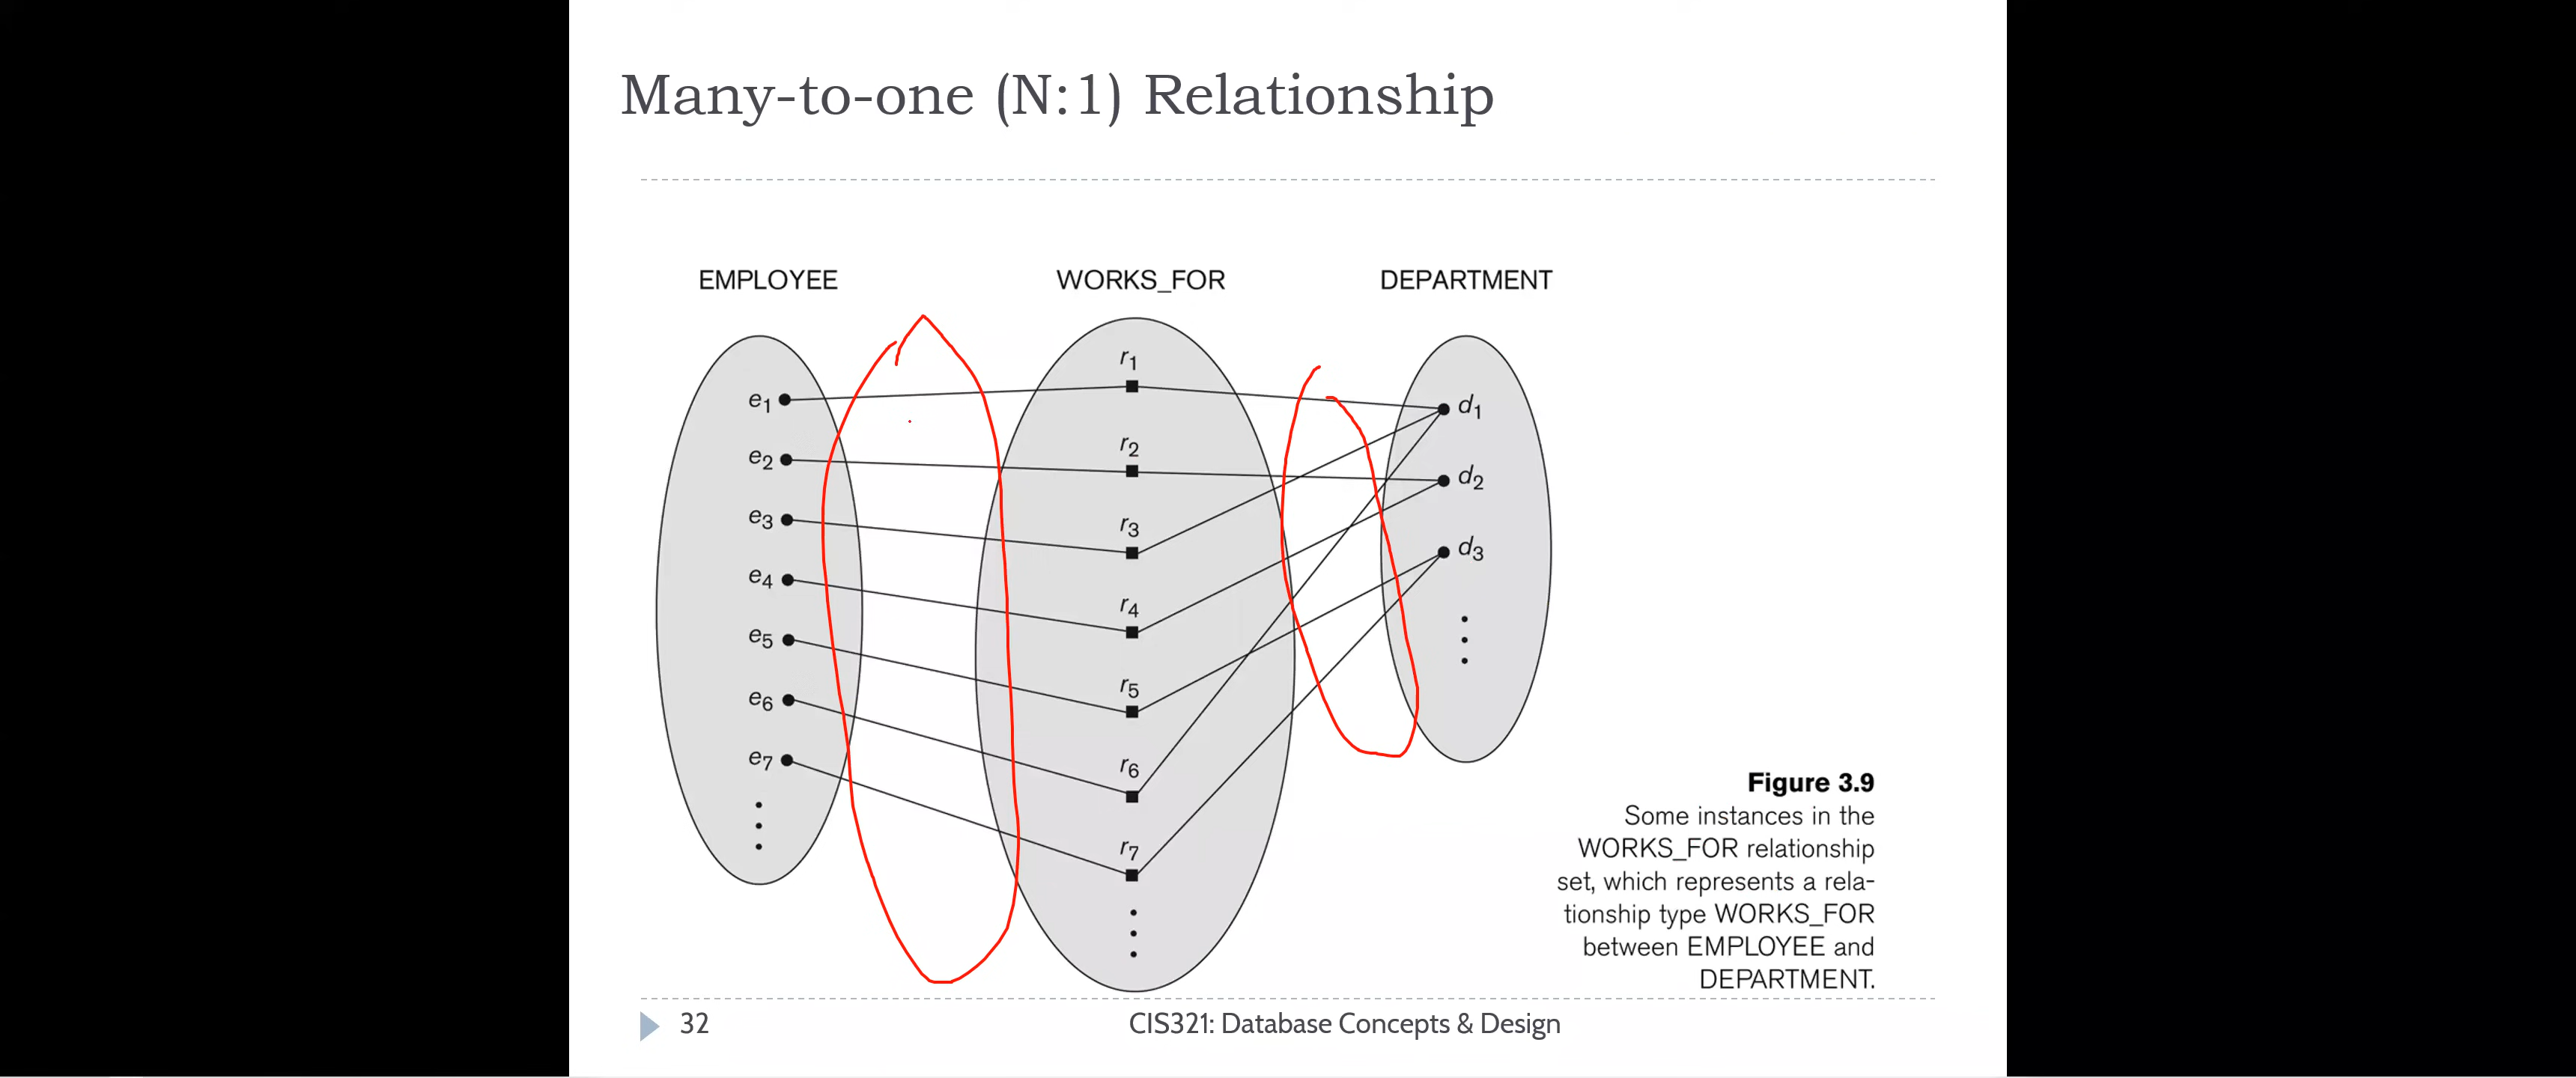 Many-to-one (N:1) Relationship
EMPLOYEE
WORKS_FOR
DEPARTMENT
e1
e2
e3
e4
e5
e6
e7
r1
r2
r3
r4
r5
r6
r7
d1
d2
d3
Figure 3.9
Some instances in the
WORKS_FOR relationship
set, which represents a rela-
tionship type WORKS_FOR
between EMPLOYEE and
DEPARTMENT.
32
CIS321: Database Concepts & Design